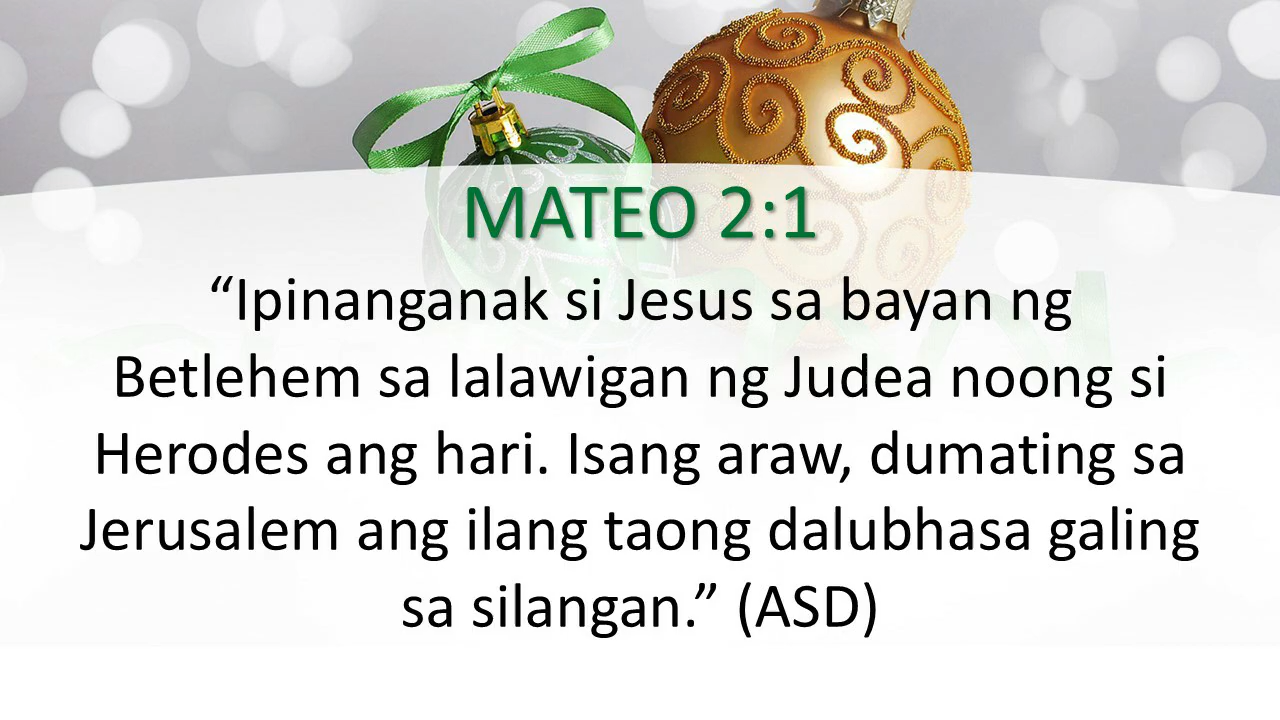 MATEO 2:1
“Ipinanganak si Jesus sa bayan ng
Betlehem sa lalawigan ng Judea noong si
Herodes ang hari. Isang araw, dumating sa
Jerusalem ang ilang taong dalubhasa galing
sa silangan.” (ASD)